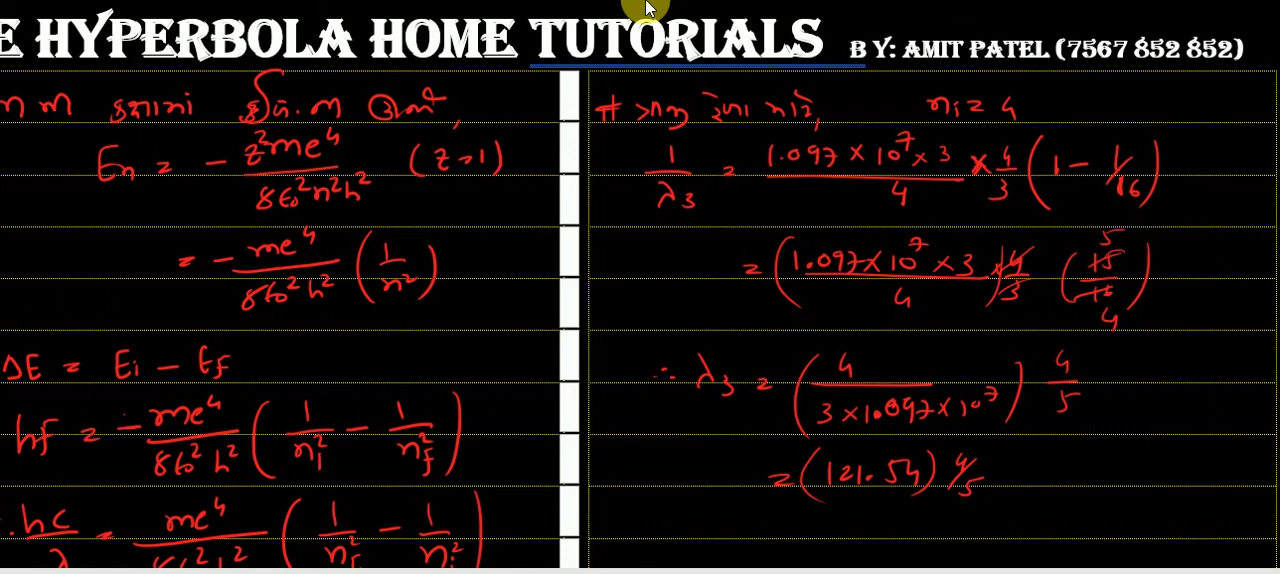 E HYPERBOLA HOME TUTORIALS BY: AMIT PATEL (7567 852 852)
En = - z²me⁴ / 8ε₀²n²h² (z=1)
= - me⁴ / 8ε₀²h² (1/n²)
ΔE = Ei - Ef
hf = - me⁴ / 8ε₀²h² (1/ni² - 1/nf²)
hc/λ = me⁴ / 8ε₀²h² (1/nf² - 1/ni²)
# ni = 4
1/λ3 = 1.097 × 10⁷ × 3 / 4 × 4/3 (1 - 1/16)
= (1.097 × 10⁷ × 3 / 4) × 4/3 (15/16) 5 4
∴ λ3 = (4 / 3 × 1.097 × 10⁷) 4/5
= (121.54) 4/5